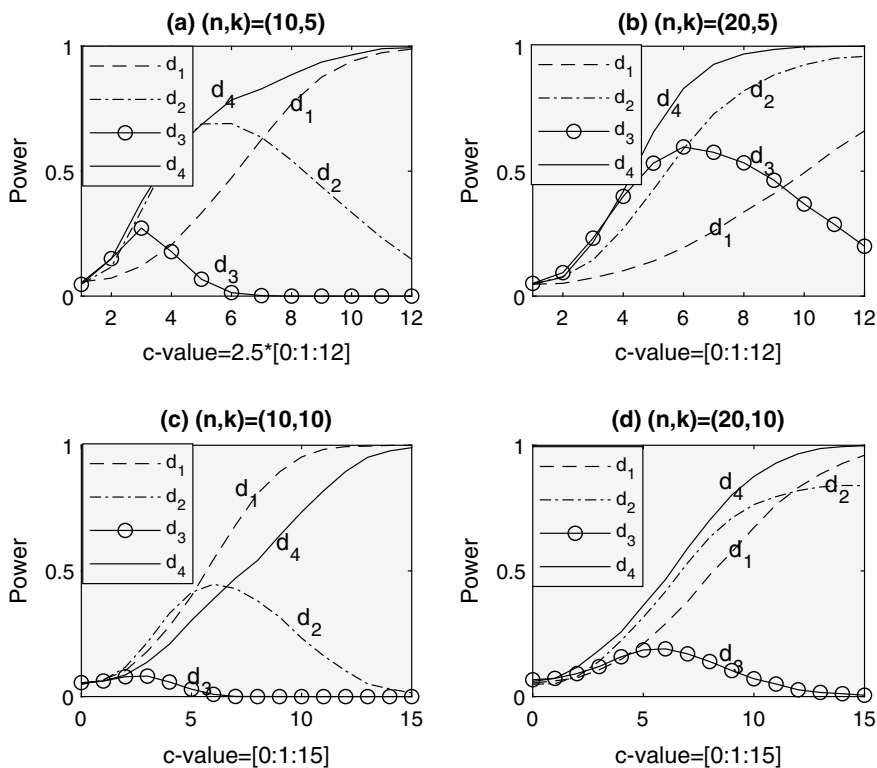 (a) (n,k)=(10,5)
1
0.5
0
Power
d1
d2
d3
d4
d4
d1
d2
d3
2 4 6 8 10 12
c-value=2.5*[0:1:12]
(b) (n,k)=(20,5)
1
0.5
0
Power
d1
d2
d3
d4
d4
d2
d3
d1
2 4 6 8 10 12
c-value=[0:1:12]
(c) (n,k)=(10,10)
1
0.5
0
Power
d1
d2
d3
d4
d1
d4
d2
d3
0 5 10 15
c-value=[0:1:15]
(d) (n,k)=(20,10)
1
0.5
0
Power
d1
d2
d3
d4
d4
d2
d1
d3
0 5 10 15
c-value=[0:1:15]